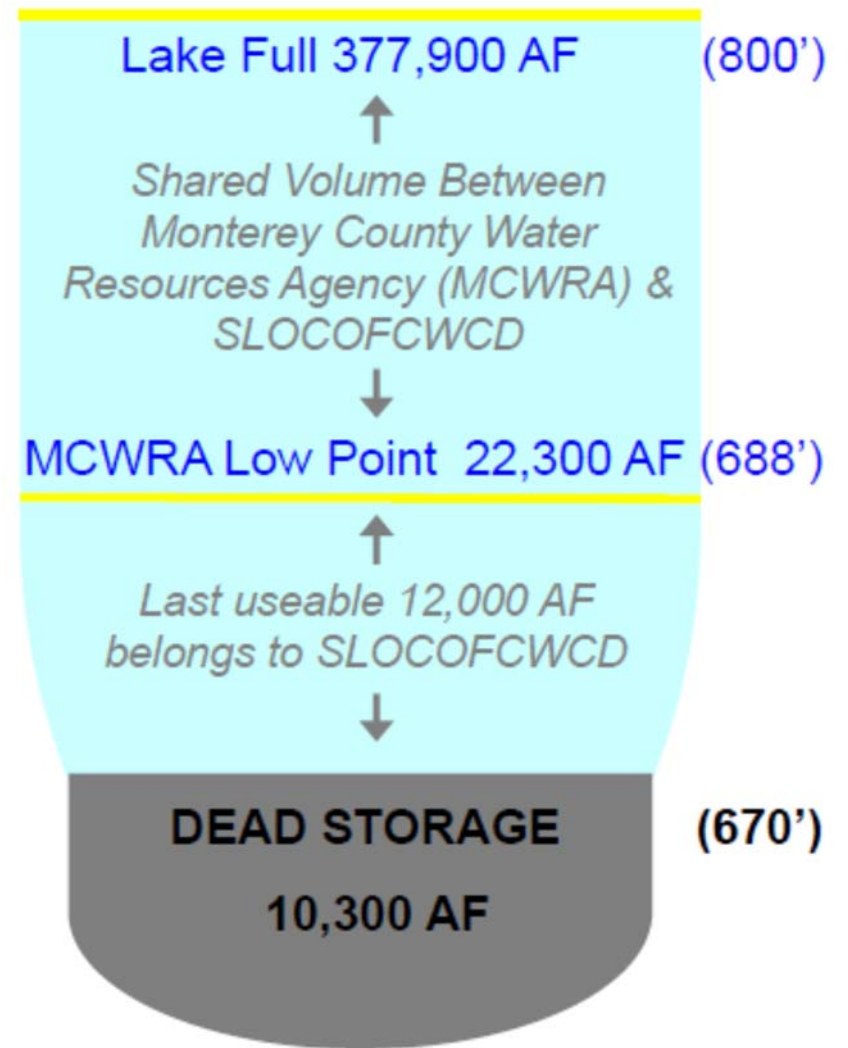 Lake Full 377,900 AF (800’)
Shared Volume Between
Monterey County Water
Resources Agency (MCWRA) &
SLOCOFCWCD
MCWRA Low Point 22,300 AF (688’)
Last useable 12,000 AF
belongs to SLOCOFCWCD
DEAD STORAGE (670’)
10,300 AF